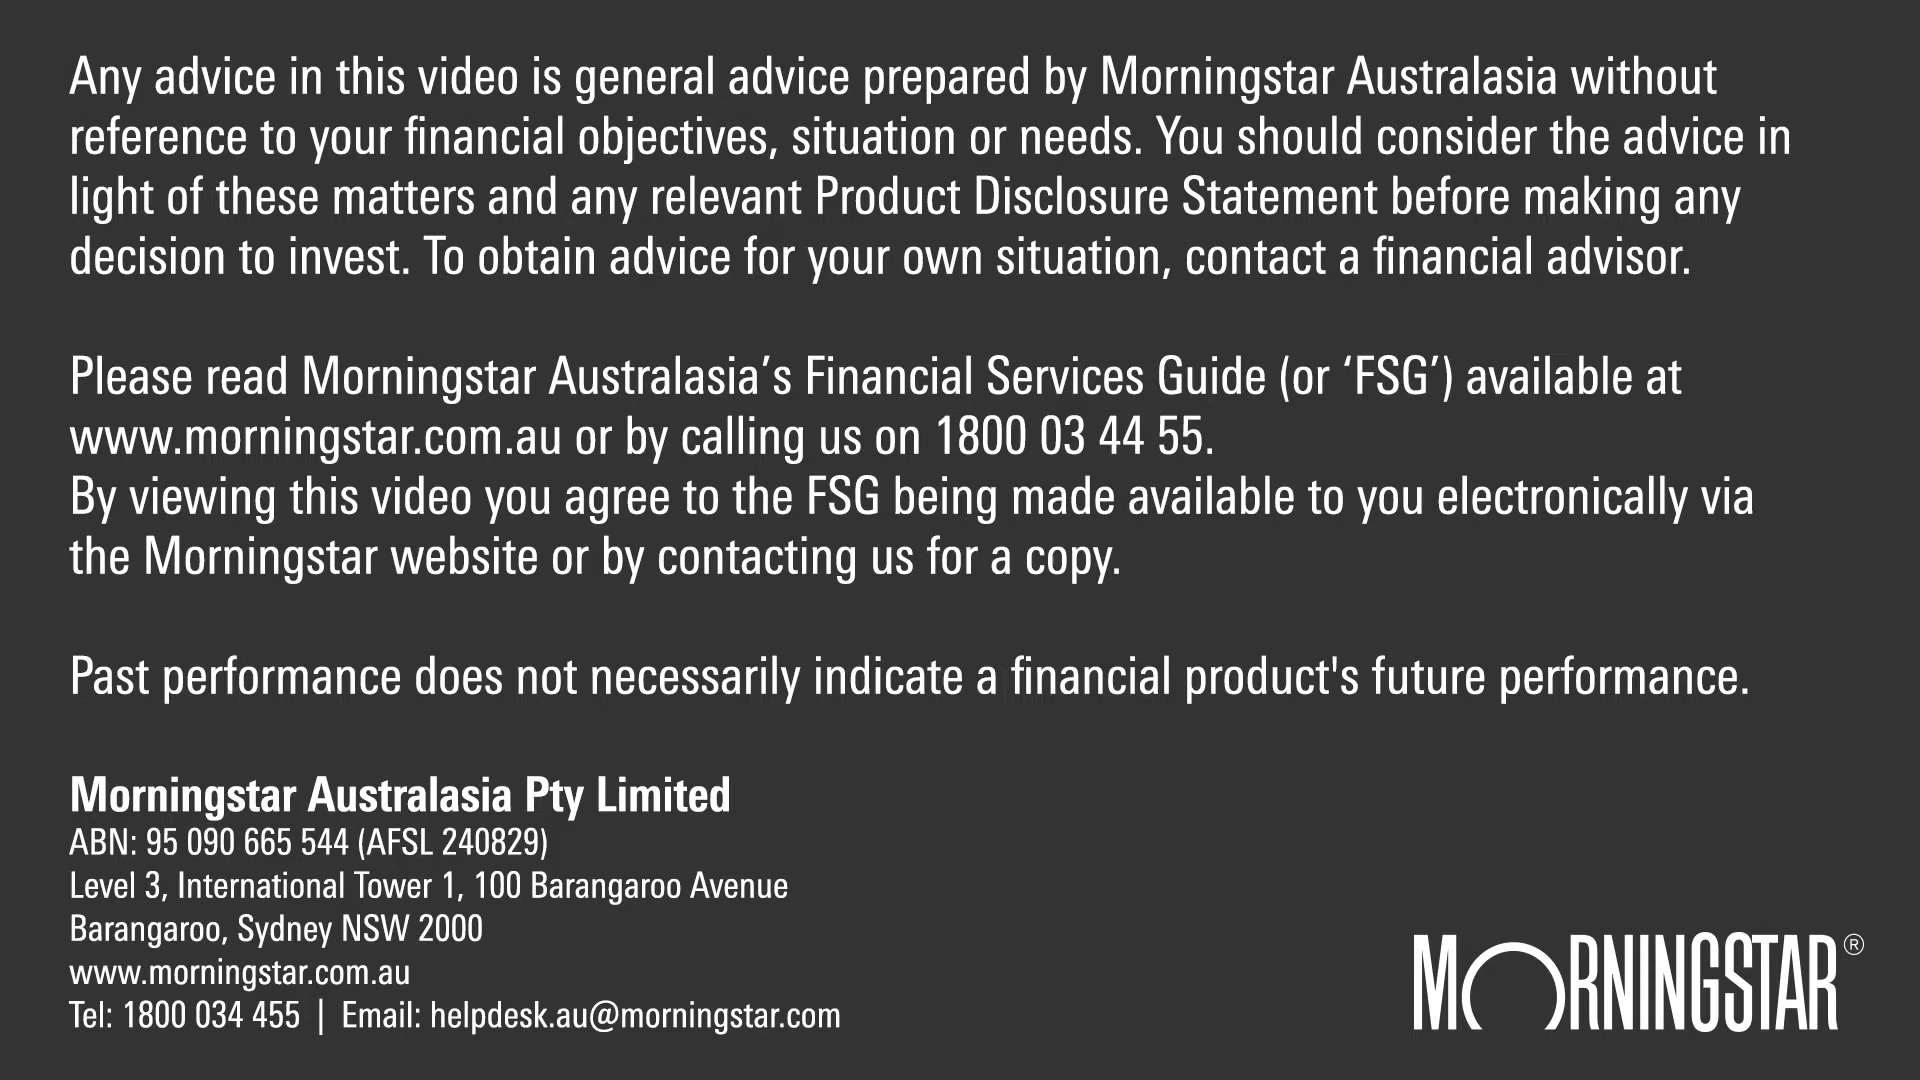 Any advice in this video is general advice prepared by Morningstar Australasia without
reference to your financial objectives, situation or needs. You should consider the advice in
light of these matters and any relevant Product Disclosure Statement before making any
decision to invest. To obtain advice for your own situation, contact a financial advisor.
Please read Morningstar Australasia’s Financial Services Guide (or ‘FSG’) available at
www.morningstar.com.au or by calling us on 1800 03 44 55.
By viewing this video you agree to the FSG being made available to you electronically via
the Morningstar website or by contacting us for a copy.
Past performance does not necessarily indicate a financial product's future performance.
Morningstar Australasia Pty Limited
ABN: 95 090 665 544 (AFSL 240829)
Level 3, International Tower 1, 100 Barangaroo Avenue
Barangaroo, Sydney NSW 2000
www.morningstar.com.au
Tel: 1800 034 455 | Email: helpdesk.au@morningstar.com
MORNINGSTAR®